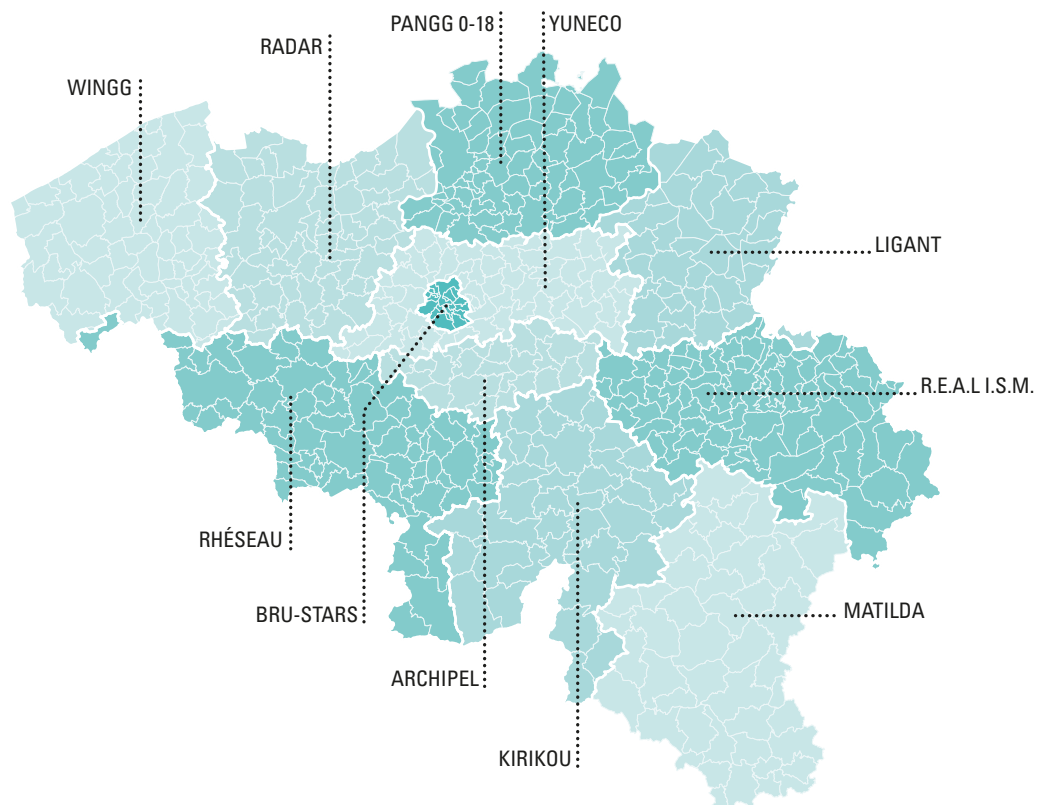 PANGG 0-18
YUNECO
RADAR
WINGG
LIGANT
R.E.A.L I.S.M.
RHÉSEAU
BRU-STARS
MATILDA
ARCHIPEL
KIRIKOU